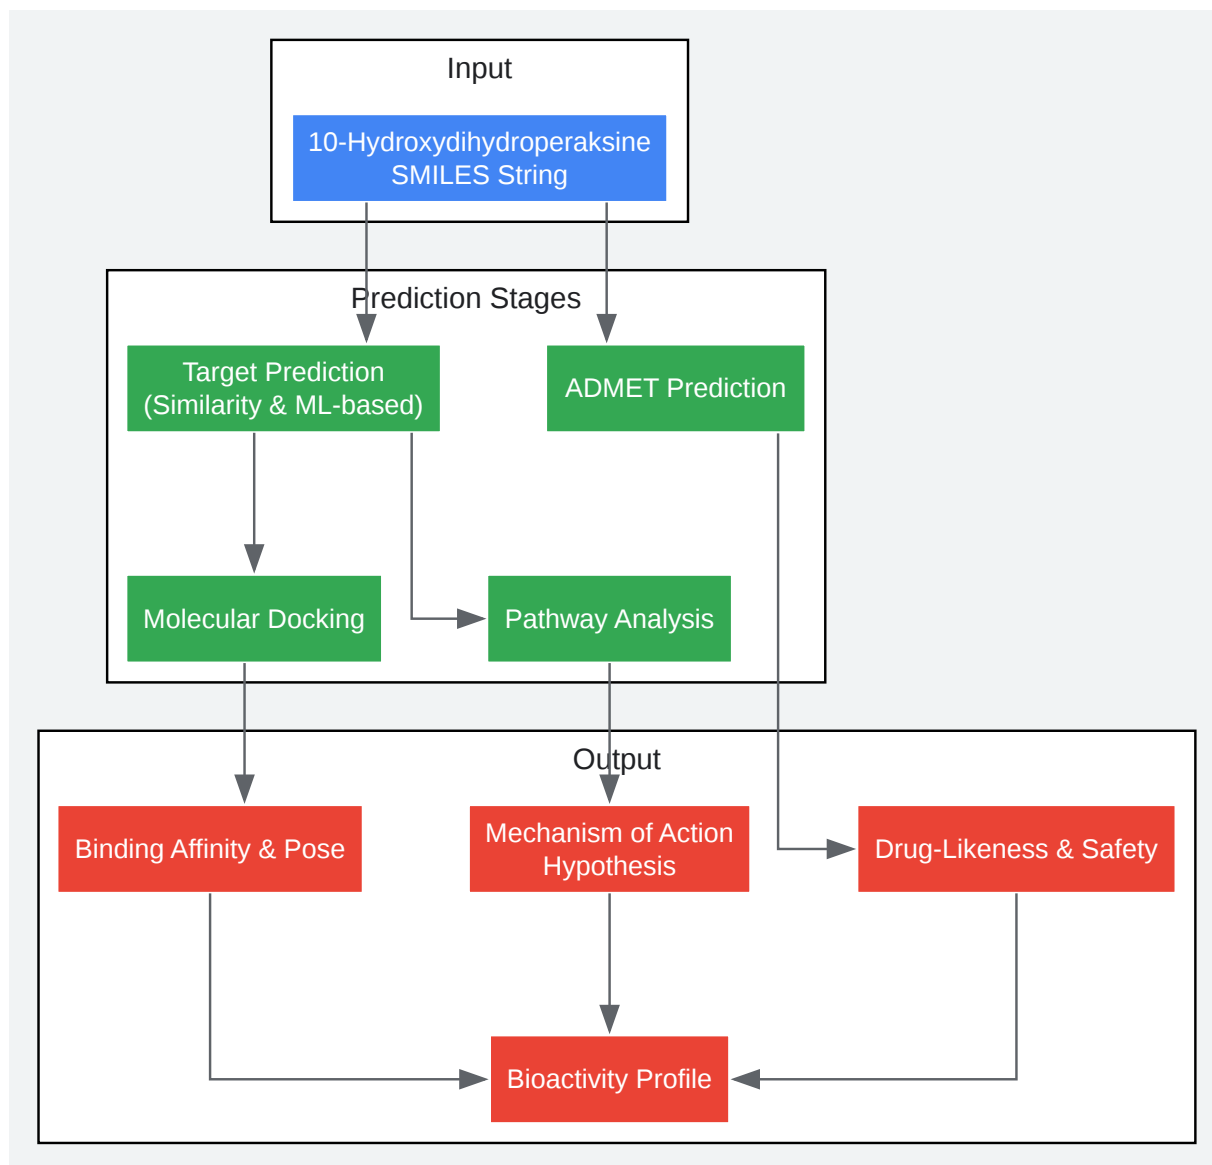 Input
10-Hydroxydihydroperaksine
SMILES String
Prediction Stages
Target Prediction
(Similarity & ML-based)
ADMET Prediction
Molecular Docking
Pathway Analysis
Output
Binding Affinity & Pose
Mechanism of Action
Hypothesis
Drug-Likeness & Safety
Bioactivity Profile